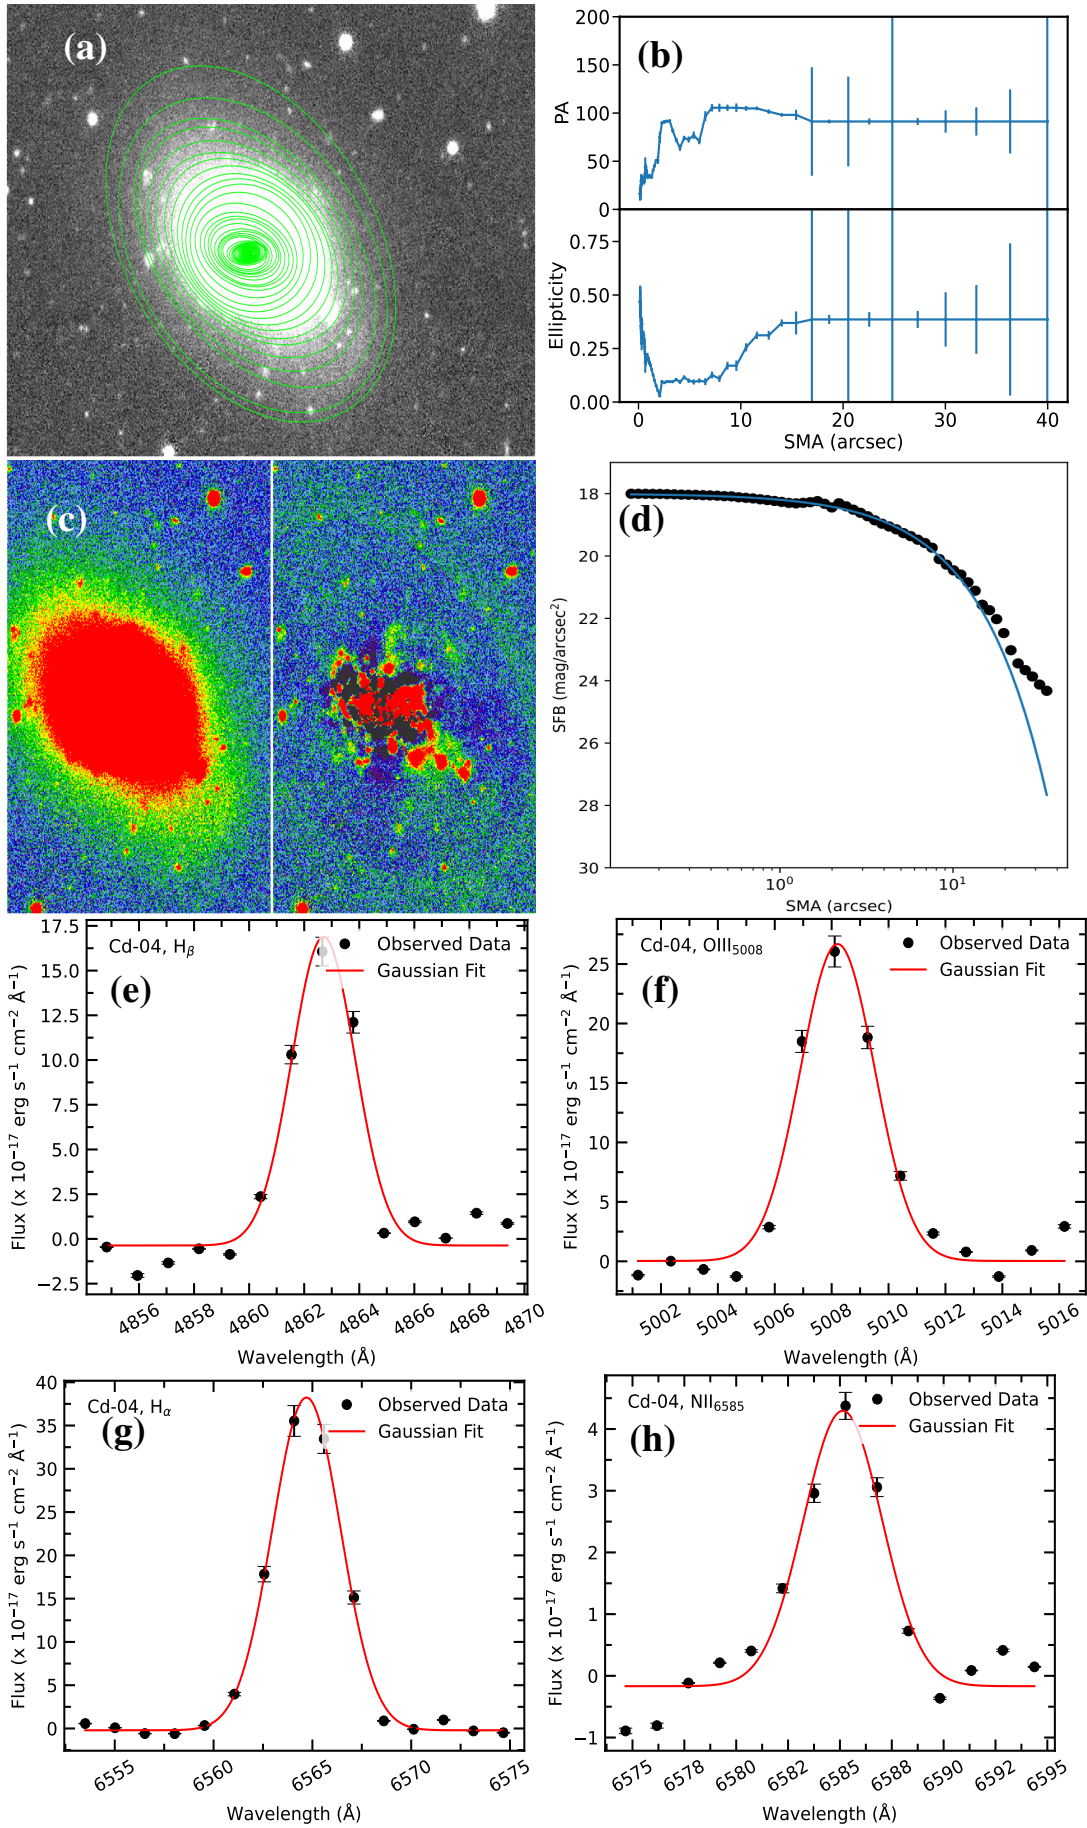 (a)
(b)
200
150
100
50
0
PA
0.75
0.50
0.25
0.00
Ellipticity
0 10 20 30 40
SMA (arcsec)
(c)
(d)
18
20
22
24
26
28
30
SFB (mag/arcsec²)
10⁰ 10¹
SMA (arcsec)
Cd-04, Hᵦ
(e)
Observed Data
Gaussian Fit
17.5
15.0
12.5
10.0
7.5
5.0
2.5
0.0
−2.5
Flux (x 10⁻¹⁷ erg s⁻¹ cm⁻² Å⁻¹)
4856 4858 4860 4862 4864 4866 4868 4870
Wavelength (Å)
Cd-04, OIII₅₀₀₈
(f)
Observed Data
Gaussian Fit
25
20
15
10
5
0
Flux (x 10⁻¹⁷ erg s⁻¹ cm⁻² Å⁻¹)
5002 5004 5006 5008 5010 5012 5014 5016
Wavelength (Å)
Cd-04, Hα
(g)
Observed Data
Gaussian Fit
40
35
30
25
20
15
10
5
0
Flux (x 10⁻¹⁷ erg s⁻¹ cm⁻² Å⁻¹)
6555 6560 6565 6570 6575
Wavelength (Å)
Cd-04, NII₆₅₈₅
(h)
Observed Data
Gaussian Fit
4
3
2
1
0
−1
Flux (x 10⁻¹⁷ erg s⁻¹ cm⁻² Å⁻¹)
6575 6578 6580 6582 6585 6588 6590 6592 6595
Wavelength (Å)